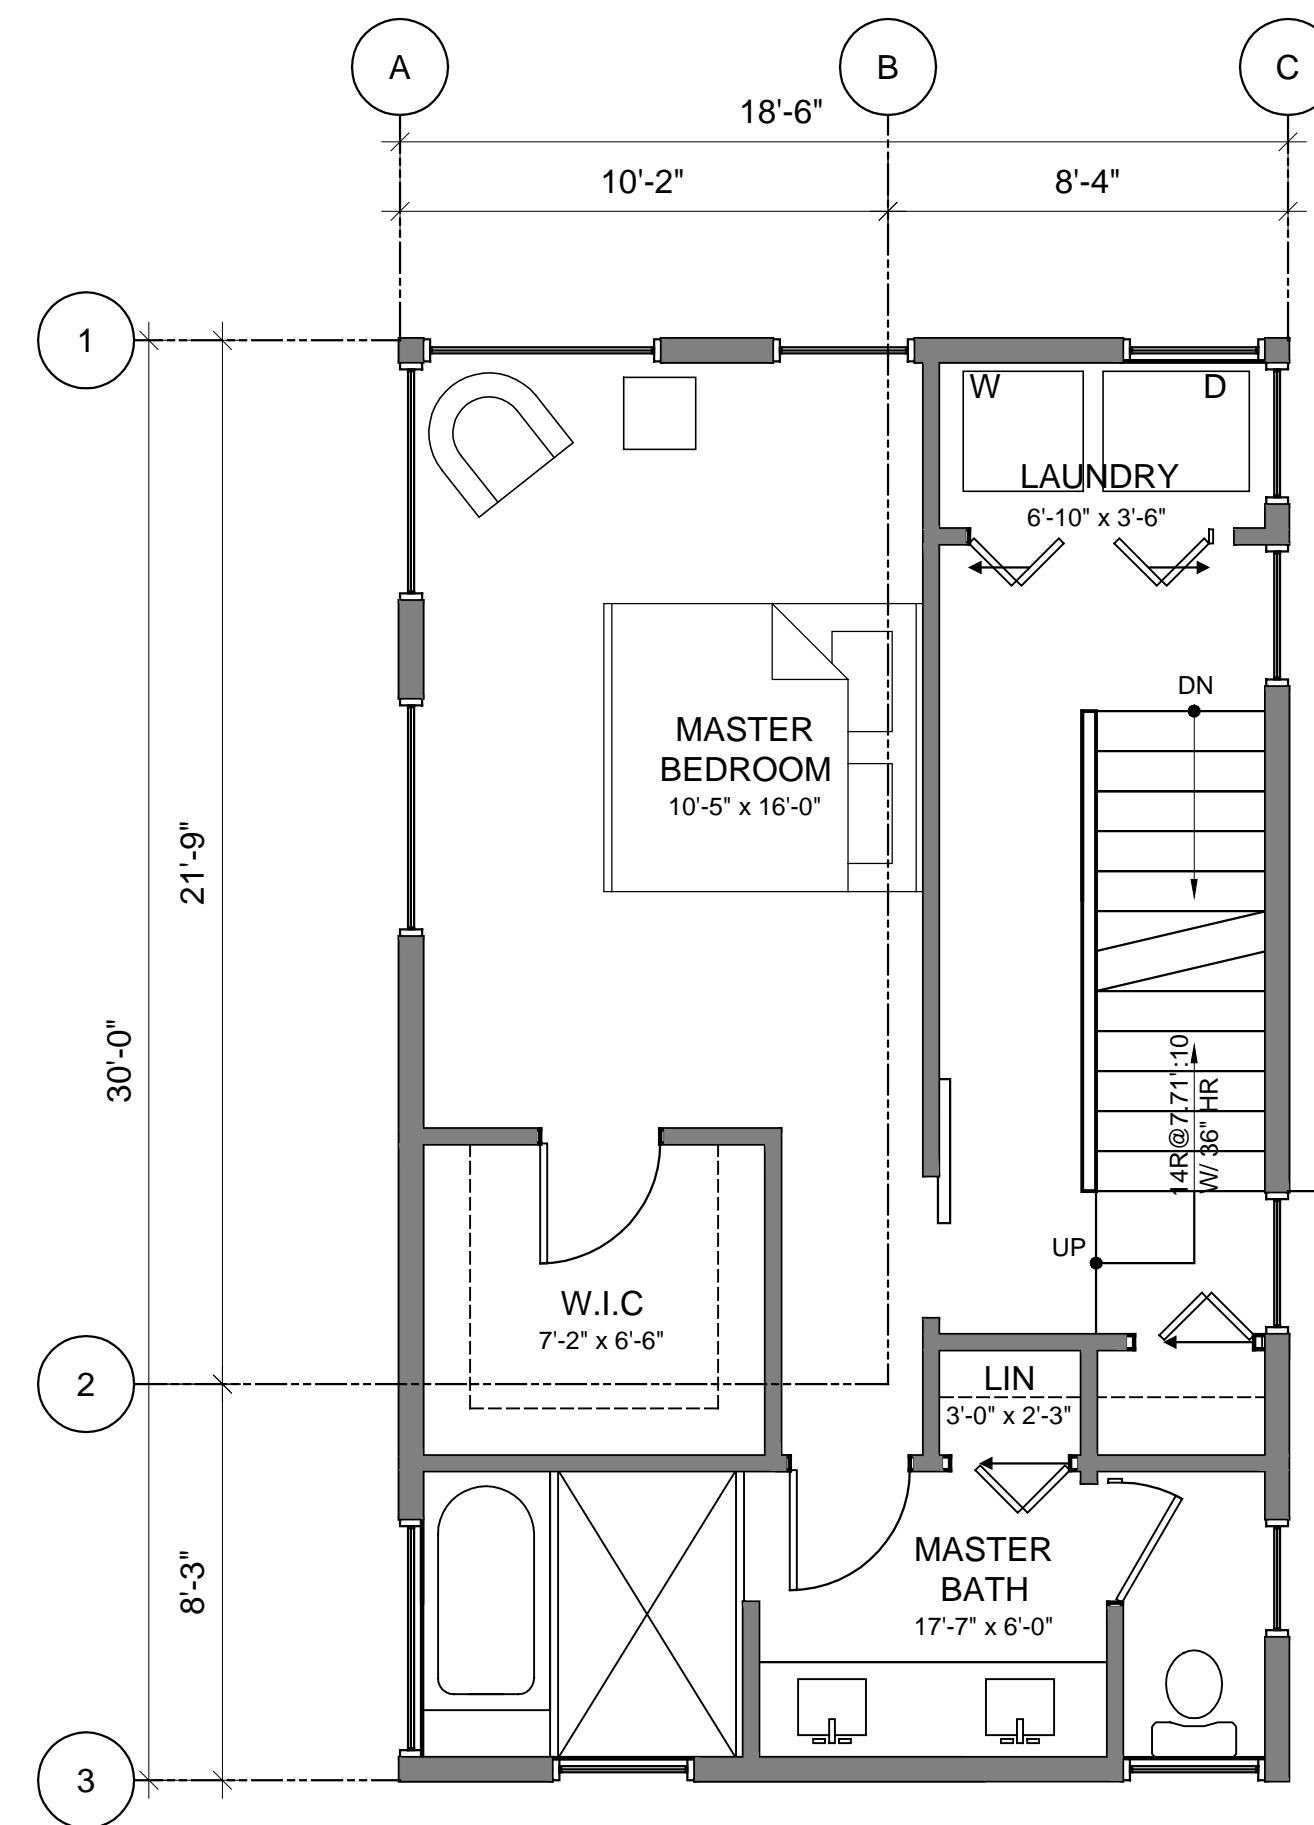 A
B
C
18'-6"
10'-2"
8'-4"
1
W
D
LAUNDRY
6'-10" x 3'-6"
DN
MASTER
BEDROOM
10'-5" x 16'-0"
21'-9"
30'-0"
14R@7.71":10
W/ 36" HR
UP
W.I.C
7'-2" x 6'-6"
2
LIN
3'-0" x 2'-3"
MASTER
BATH
17'-7" x 6'-0"
8'-3"
3